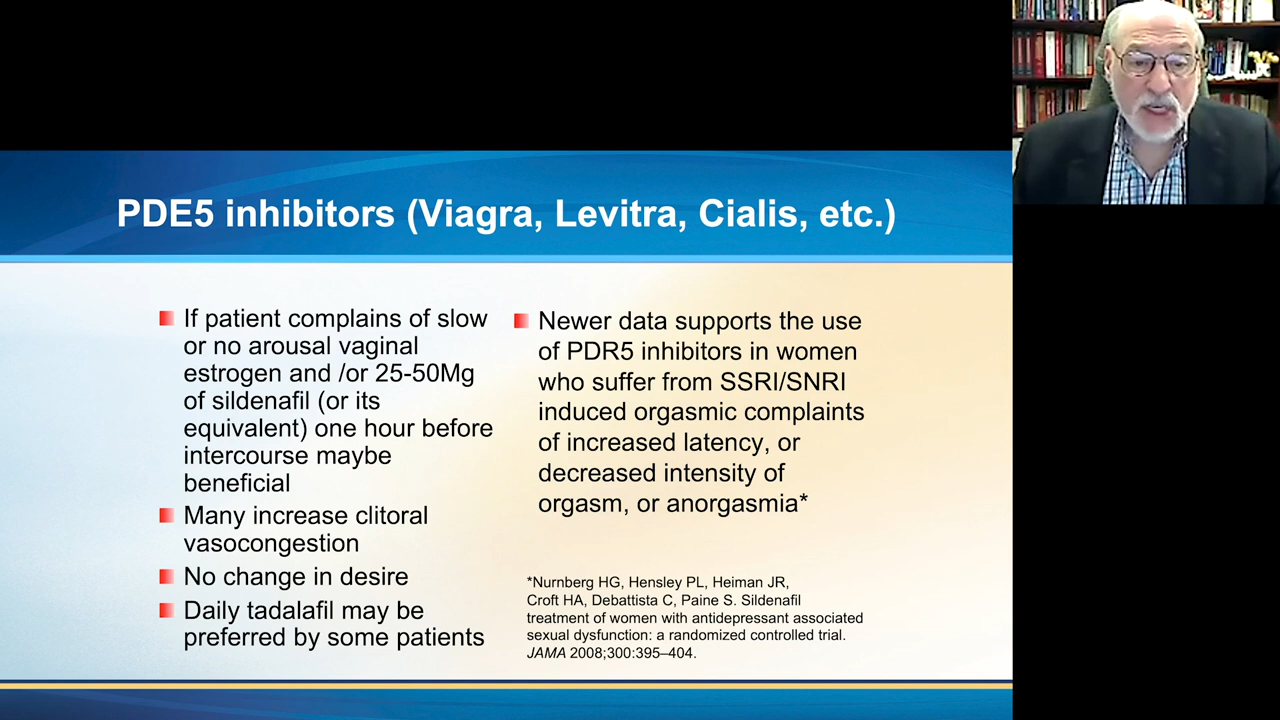 PDE5 inhibitors (Viagra, Levitra, Cialis, etc.)
If patient complains of slow
or no arousal vaginal
estrogen and /or 25-50Mg
of sildenafil (or its
equivalent) one hour before
intercourse maybe
beneficial
Many increase clitoral
vasocongestion
No change in desire
Daily tadalafil may be
preferred by some patients
Newer data supports the use
of PDR5 inhibitors in women
who suffer from SSRI/SNRI
induced orgasmic complaints
of increased latency, or
decreased intensity of
orgasm, or anorgasmia*
*Nurnberg HG, Hensley PL, Heiman JR,
Croft HA, Debattista C, Paine S. Sildenafil
treatment of women with antidepressant associated
sexual dysfunction: a randomized controlled trial.
JAMA 2008;300:395–404.